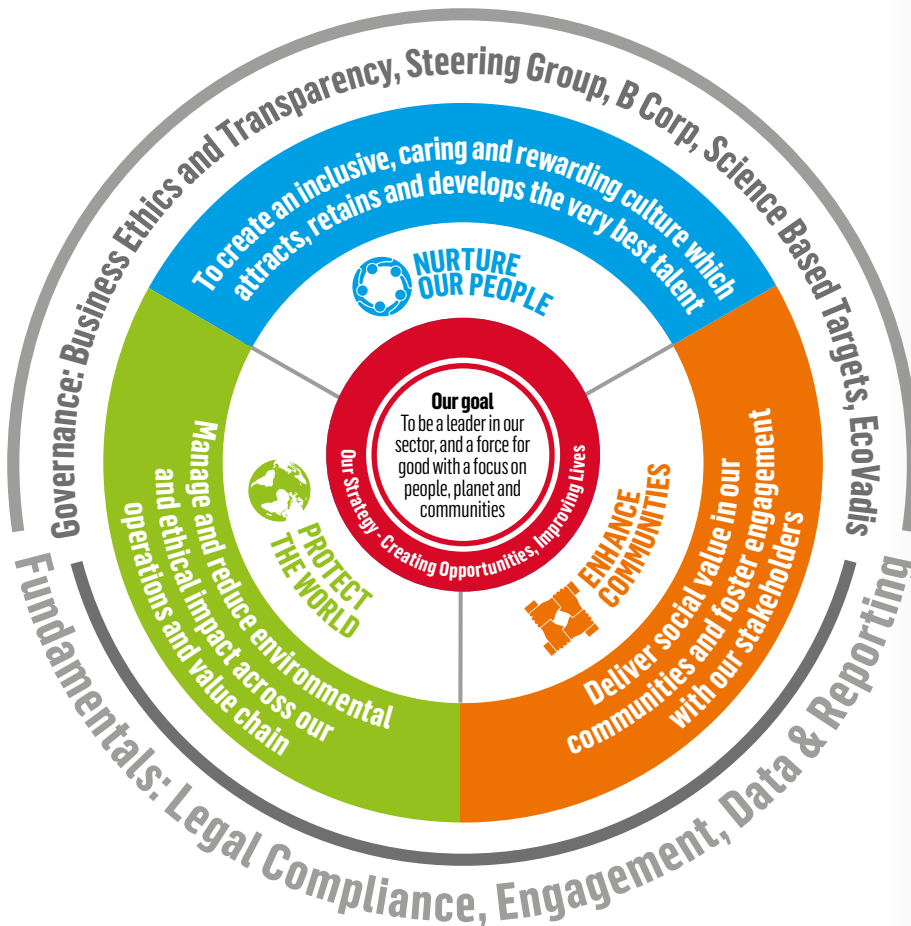 Governance: Business Ethics and Transparency, Steering Group, B Corp, Science Based Targets, EcoVadis
To create an inclusive, caring and rewarding culture which
attracts, retains and develops the very best talent
NURTURE
OUR PEOPLE
Our goal
To be a leader in our
sector, and a force for
good with a focus on
people, planet and
communities
Our Strategy - Creating Opportunities, Improving Lives
PROTECT
THE WORLD
Manage and reduce environmental
and ethical impact across our
operations and value chain
ENHANCE
COMMUNITIES
Deliver social value in our
communities and foster engagement
with our stakeholders
Fundamentals: Legal Compliance, Engagement, Data & Reporting